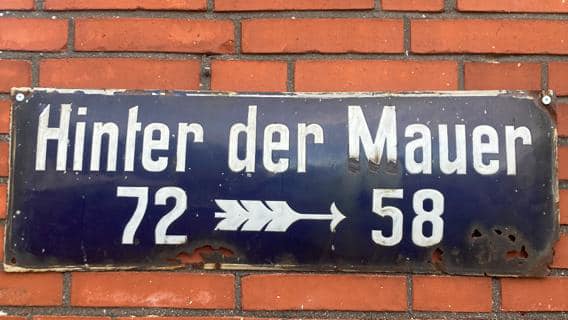 Hinter der Mauer
72 → 58